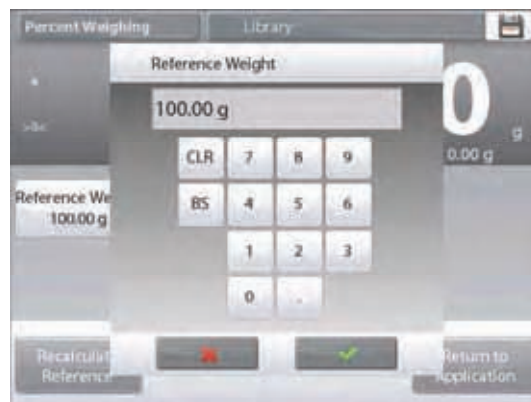 Percent Weighing
Library
Reference Weight
100.00 g
0
g
0.00 g
>0<
CLR 7 8 9
BS 4 5 6
1 2 3
0 .
Reference We
100.00 g
Recalculat
Reference
Return to
Application